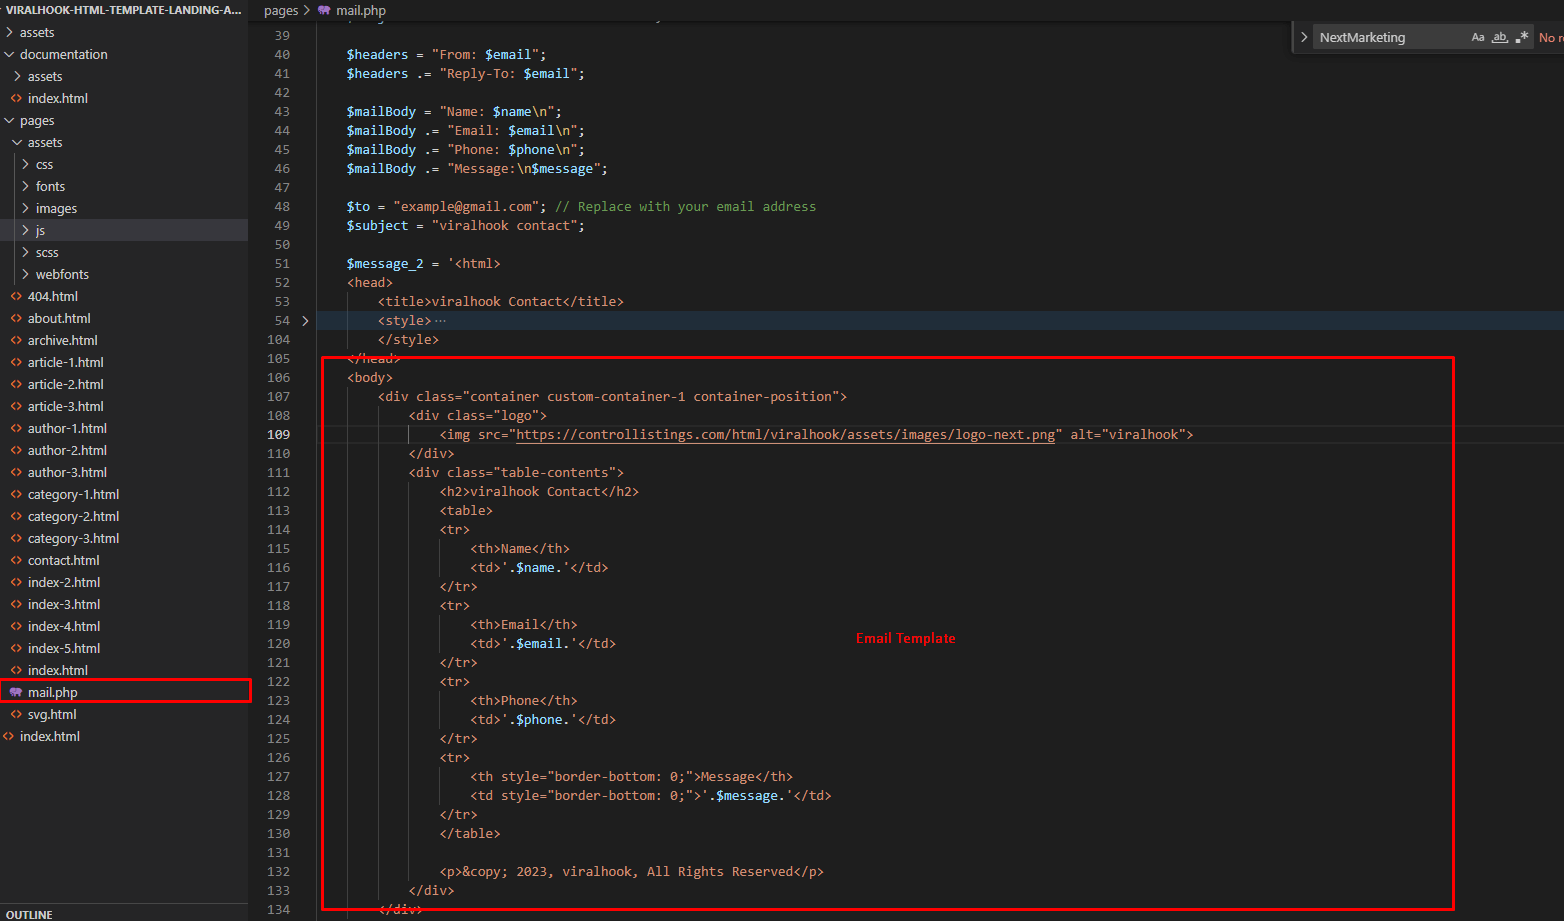 VIRALHOOK-HTML-TEMPLATE-LANDING-A...
assets
documentation
assets
index.html
pages
assets
css
fonts
images
js
scss
webfonts
404.html
about.html
archive.html
article-1.html
article-2.html
article-3.html
author-1.html
author-2.html
author-3.html
category-1.html
category-2.html
category-3.html
contact.html
index-2.html
index-3.html
index-4.html
index-5.html
index.html
mail.php
svg.html
index.html
OUTLINE
pages > mail.php
NextMarketing Aa ab .* No re
39
40 $headers = "From: $email";
41 $headers .= "Reply-To: $email";
42
43 $mailBody = "Name: $name\n";
44 $mailBody .= "Email: $email\n";
45 $mailBody .= "Phone: $phone\n";
46 $mailBody .= "Message:\n$message";
47
48 $to = "example@gmail.com"; // Replace with your email address
49 $subject = "viralhook contact";
50
51 $message_2 = '<html>
52 <head>
53 <title>viralhook Contact</title>
54 <style>...
104 </style>
105 </head>
106 <body>
107 <div class="container custom-container-1 container-position">
108 <div class="logo">
109 <img src="https://controllistings.com/html/viralhook/assets/images/logo-next.png" alt="viralhook">
110 </div>
111 <div class="table-contents">
112 <h2>viralhook Contact</h2>
113 <table>
114 <tr>
115 <th>Name</th>
116 <td>'.$name.'</td>
117 </tr>
118 <tr>
119 <th>Email</th>
120 <td>'.$email.'</td>
121 </tr>
122 <tr>
123 <th>Phone</th>
124 <td>'.$phone.'</td>
125 </tr>
126 <tr>
127 <th style="border-bottom: 0;">Message</th>
128 <td style="border-bottom: 0;">'.$message.'</td>
129 </tr>
130 </table>
131
132 <p>&copy; 2023, viralhook, All Rights Reserved</p>
133 </div>
134 </div>
Email Template